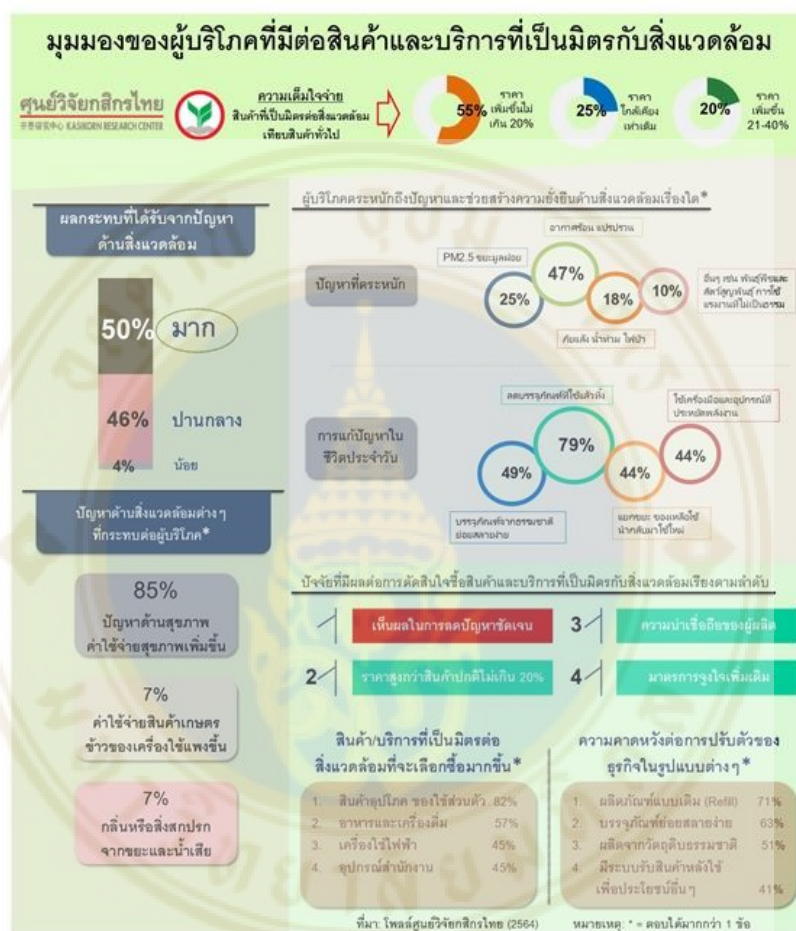 มุมมองของผู้บริโภคที่มีต่อสินค้าและบริการที่เป็นมิตรกับสิ่งแวดล้อม
ศูนย์วิจัยกสิกรไทย
开泰研究中心 KASIKORN RESEARCH CENTER
ความเต็มใจจ่าย
สินค้าที่เป็นมิตรต่อสิ่งแวดล้อม
เทียบสินค้าทั่วไป
55%
ราคา
เพิ่มขึ้นไม่
เกิน 20%
25%
ราคา
ใกล้เคียง
เท่าเดิม
20%
ราคา
เพิ่มขึ้น
21-40%
ผลกระทบที่ได้รับจากปัญหา
ด้านสิ่งแวดล้อม
50% มาก
46% ปานกลาง
4% น้อย
ปัญหาด้านสิ่งแวดล้อมต่างๆ
ที่กระทบต่อผู้บริโภค*
85%
ปัญหาด้านสุขภาพ
ค่าใช้จ่ายสุขภาพเพิ่มขึ้น
7%
ค่าใช้จ่ายสินค้าเกษตร
ข้าวของเครื่องใช้แพงขึ้น
7%
กลิ่นหรือสิ่งสกปรก
จากขยะและน้ำเสีย
ผู้บริโภคตระหนักถึงปัญหาและช่วยสร้างความยั่งยืนด้านสิ่งแวดล้อมเรื่องใด*
ปัญหาที่ตระหนัก
PM2.5 ขยะมูลฝอย
25%
อากาศร้อน แปรปรวน
47%
18%
ภัยแล้ง น้ำท่วม ไฟป่า
10%
อื่นๆ เช่น พันธุ์พืชและ
สัตว์สูญพันธุ์ การใช้
แรงงานที่ไม่เป็นธรรม
การแก้ปัญหาใน
ชีวิตประจำวัน
49%
บรรจุภัณฑ์จากธรรมชาติ
ย่อยสลายง่าย
ลดบรรจุภัณฑ์ที่ใช้แล้วทิ้ง
79%
44%
แยกขยะ ของเหลือใช้
นำกลับมาใช้ใหม่
ใช้เครื่องมือและอุปกรณ์ที่
ประหยัดพลังงาน
44%
ปัจจัยที่มีผลต่อการตัดสินใจซื้อสินค้าและบริการที่เป็นมิตรกับสิ่งแวดล้อมเรียงตามลำดับ
เห็นผลในการลดปัญหาชัดเจน
2 ราคาสูงกว่าสินค้าปกติไม่เกิน 20%
3 ความน่าเชื่อถือของผู้ผลิต
4 มาตรการจูงใจเพิ่มเติม
สินค้า/บริการที่เป็นมิตรต่อ
สิ่งแวดล้อมที่จะเลือกซื้อมากขึ้น*
1. สินค้าอุปโภค ของใช้ส่วนตัว 82%
2. อาหารและเครื่องดื่ม 57%
3. เครื่องใช้ไฟฟ้า 45%
4. อุปกรณ์สำนักงาน 45%
ความคาดหวังต่อการปรับตัวของ
ธุรกิจในรูปแบบต่างๆ*
1. ผลิตภัณฑ์แบบเติม (Refill) 71%
2. บรรจุภัณฑ์ย่อยสลายง่าย 63%
3. ผลิตจากวัตถุดิบธรรมชาติ 51%
4. มีระบบรับสินค้าหลังใช้
เพื่อประโยชน์อื่นๆ 41%
ที่มา: โพลล์ศูนย์วิจัยกสิกรไทย (2564)
หมายเหตุ: * = ตอบได้มากกว่า 1 ข้อ